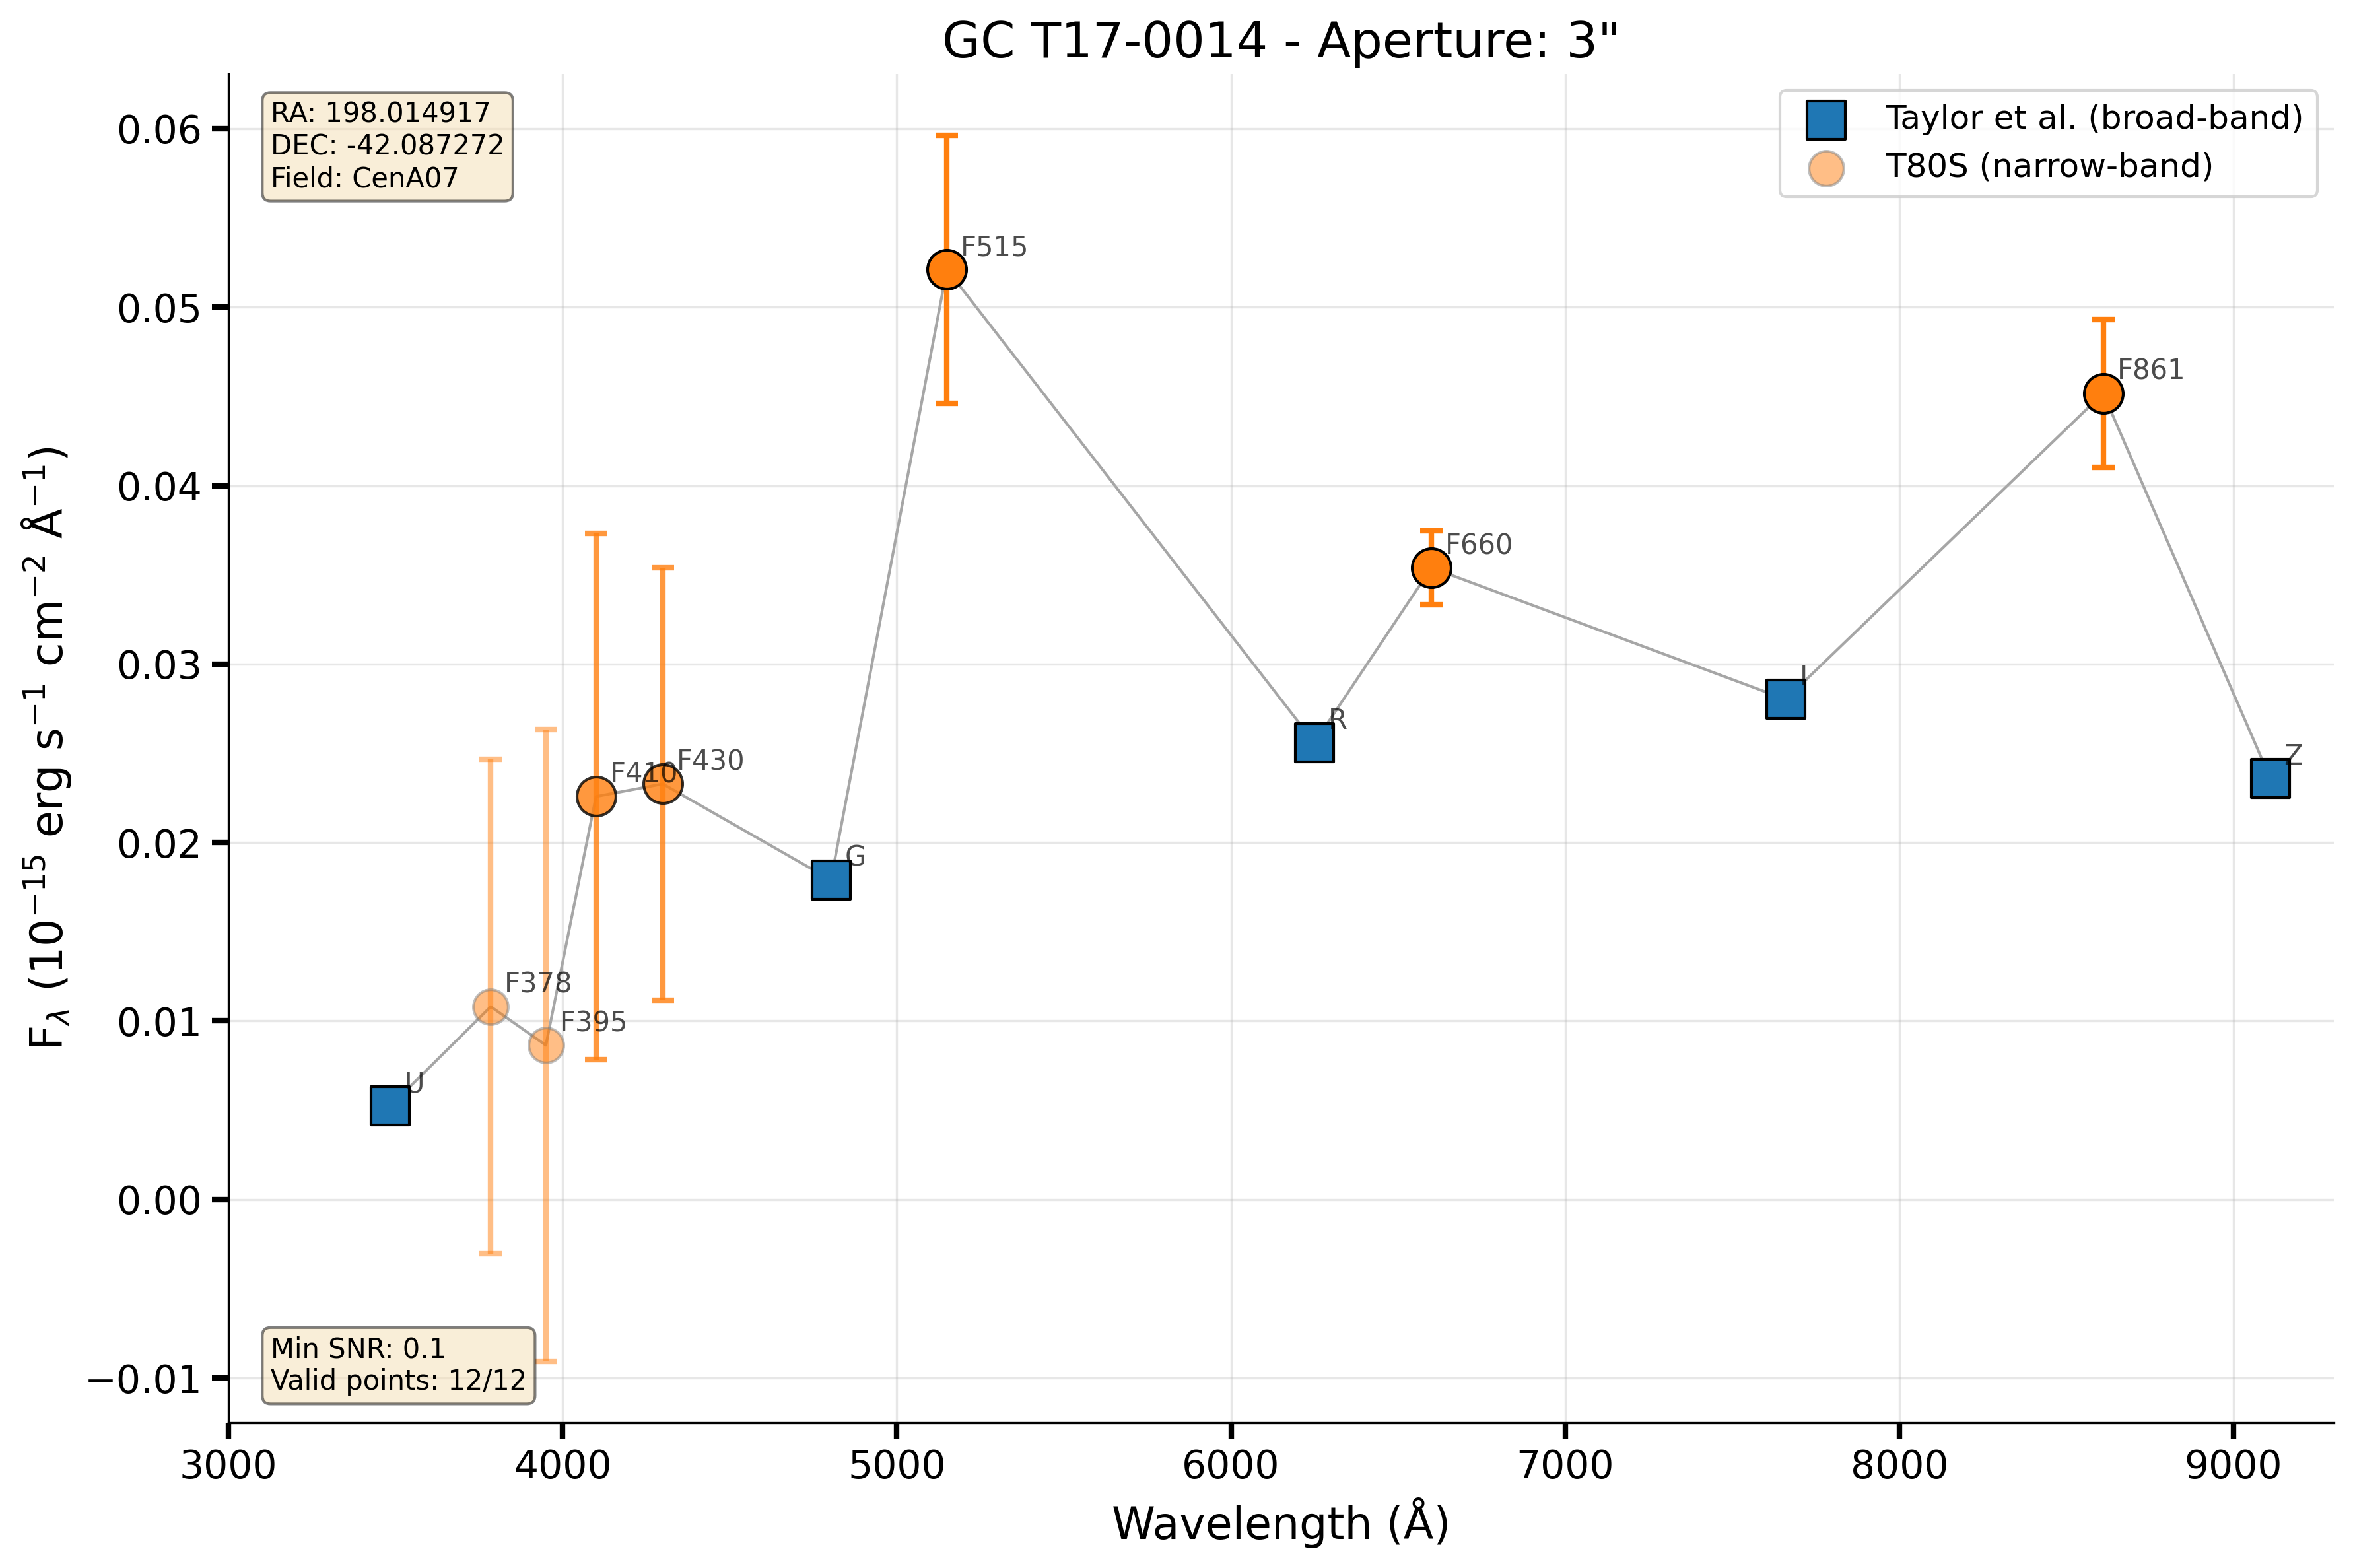 GC T17-0014 - Aperture: 3"
RA: 198.014917
DEC: -42.087272
Field: CenA07
Taylor et al. (broad-band)
T80S (narrow-band)
0.06
0.05
0.04
0.03
0.02
0.01
0.00
−0.01
F515
F861
F660
I
R
Z
F430
F410
G
F378
F395
U
Min SNR: 0.1
Valid points: 12/12
3000 4000 5000 6000 7000 8000 9000
Wavelength (Å)
F_λ (10⁻¹⁵ erg s⁻¹ cm⁻² Å⁻¹)